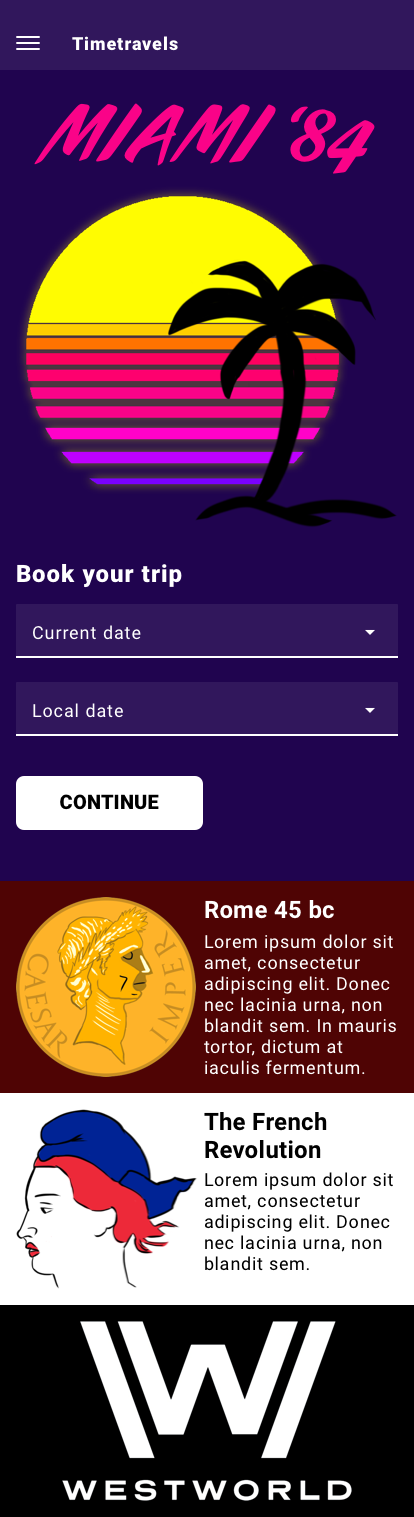 Timetravels
MIAMI '84
Book your trip
Current date
Local date
CONTINUE
CAESAR
IMPER
Rome 45 bc
Lorem ipsum dolor sit
amet, consectetur
adipiscing elit. Donec
nec lacinia urna, non
blandit sem. In mauris
tortor, dictum at
iaculis fermentum.
The French
Revolution
Lorem ipsum dolor sit
amet, consectetur
adipiscing elit. Donec
nec lacinia urna, non
blandit sem.
W
WESTWORLD